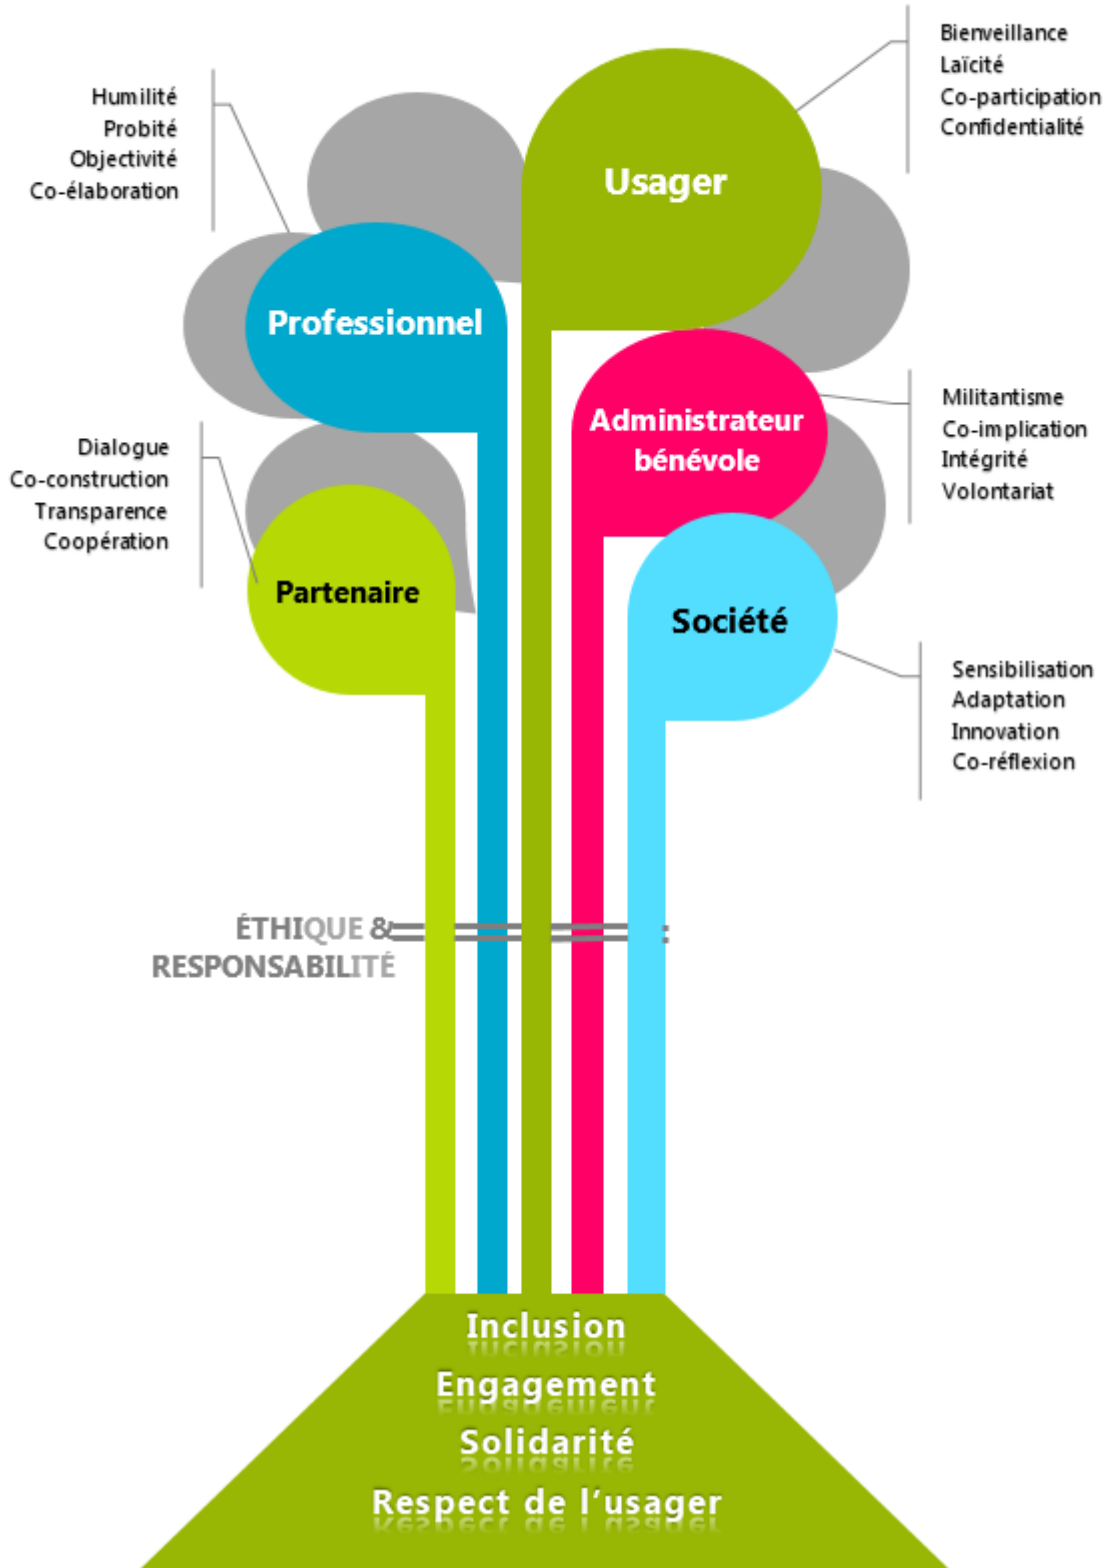 Bienveillance
Laïcité
Co-participation
Confidentialité
Humilité
Probité
Objectivité
Co-élaboration
Usager
Professionnel
Administrateur
bénévole
Militantisme
Co-implication
Intégrité
Volontariat
Dialogue
Co-construction
Transparence
Coopération
Partenaire
Société
Sensibilisation
Adaptation
Innovation
Co-réflexion
ÉTHIQUE &
RESPONSABILITÉ
Inclusion
Engagement
Solidarité
Respect de l’usager